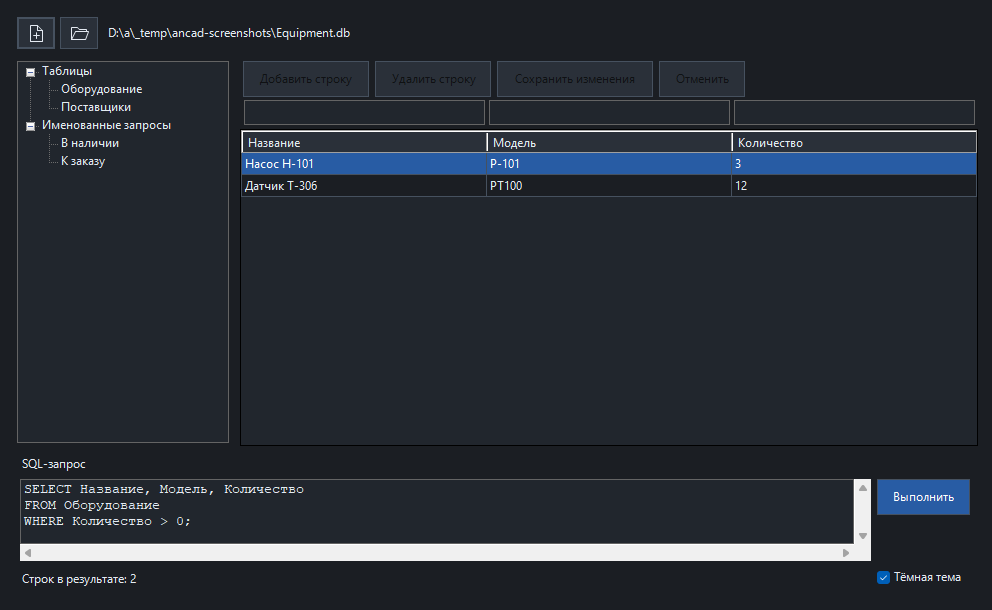 D:\a\_temp\ancad-screenshots\Equipment.db
Таблицы
Оборудование
Поставщики
Именованные запросы
В наличии
К заказу
Добавить строку Удалить строку Сохранить изменения Отменить
Название Модель Количество
Насос Н-101 P-101 3
Датчик Т-306 PT100 12
SQL-запрос
SELECT Название, Модель, Количество
FROM Оборудование
WHERE Количество > 0;
Выполнить
Строк в результате: 2
Тёмная тема